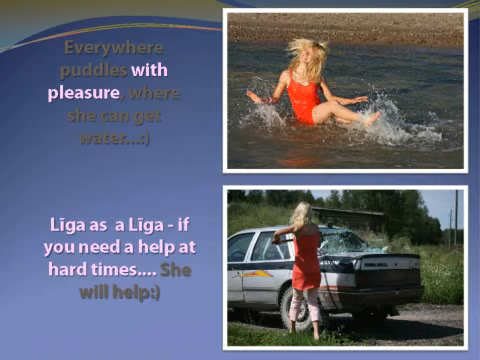 Everywhere
puddles with
pleasure, where
she can get
water...:)
Līga as a Līga - if
you need a help at
hard times.... She
will help:)